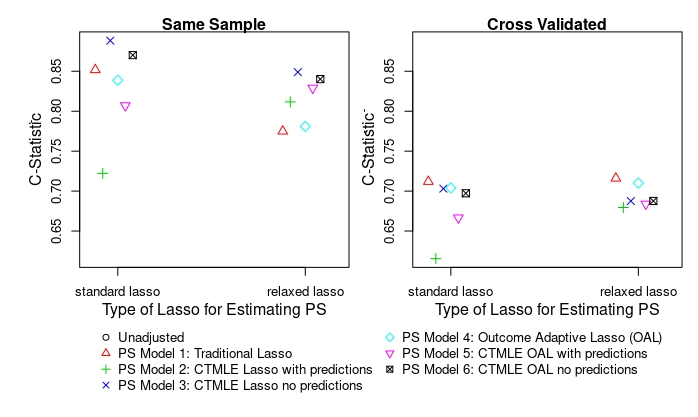 Same Sample
Cross Validated
C-Statistic
0.85
0.80
0.75
0.70
0.65
C-Statistic
0.85
0.80
0.75
0.70
0.65
standard lasso
relaxed lasso
standard lasso
relaxed lasso
Type of Lasso for Estimating PS
Type of Lasso for Estimating PS
Unadjusted
PS Model 1: Traditional Lasso
PS Model 2: CTMLE Lasso with predictions
PS Model 3: CTMLE Lasso no predictions
PS Model 4: Outcome Adaptive Lasso (OAL)
PS Model 5: CTMLE OAL with predictions
PS Model 6: CTMLE OAL no predictions